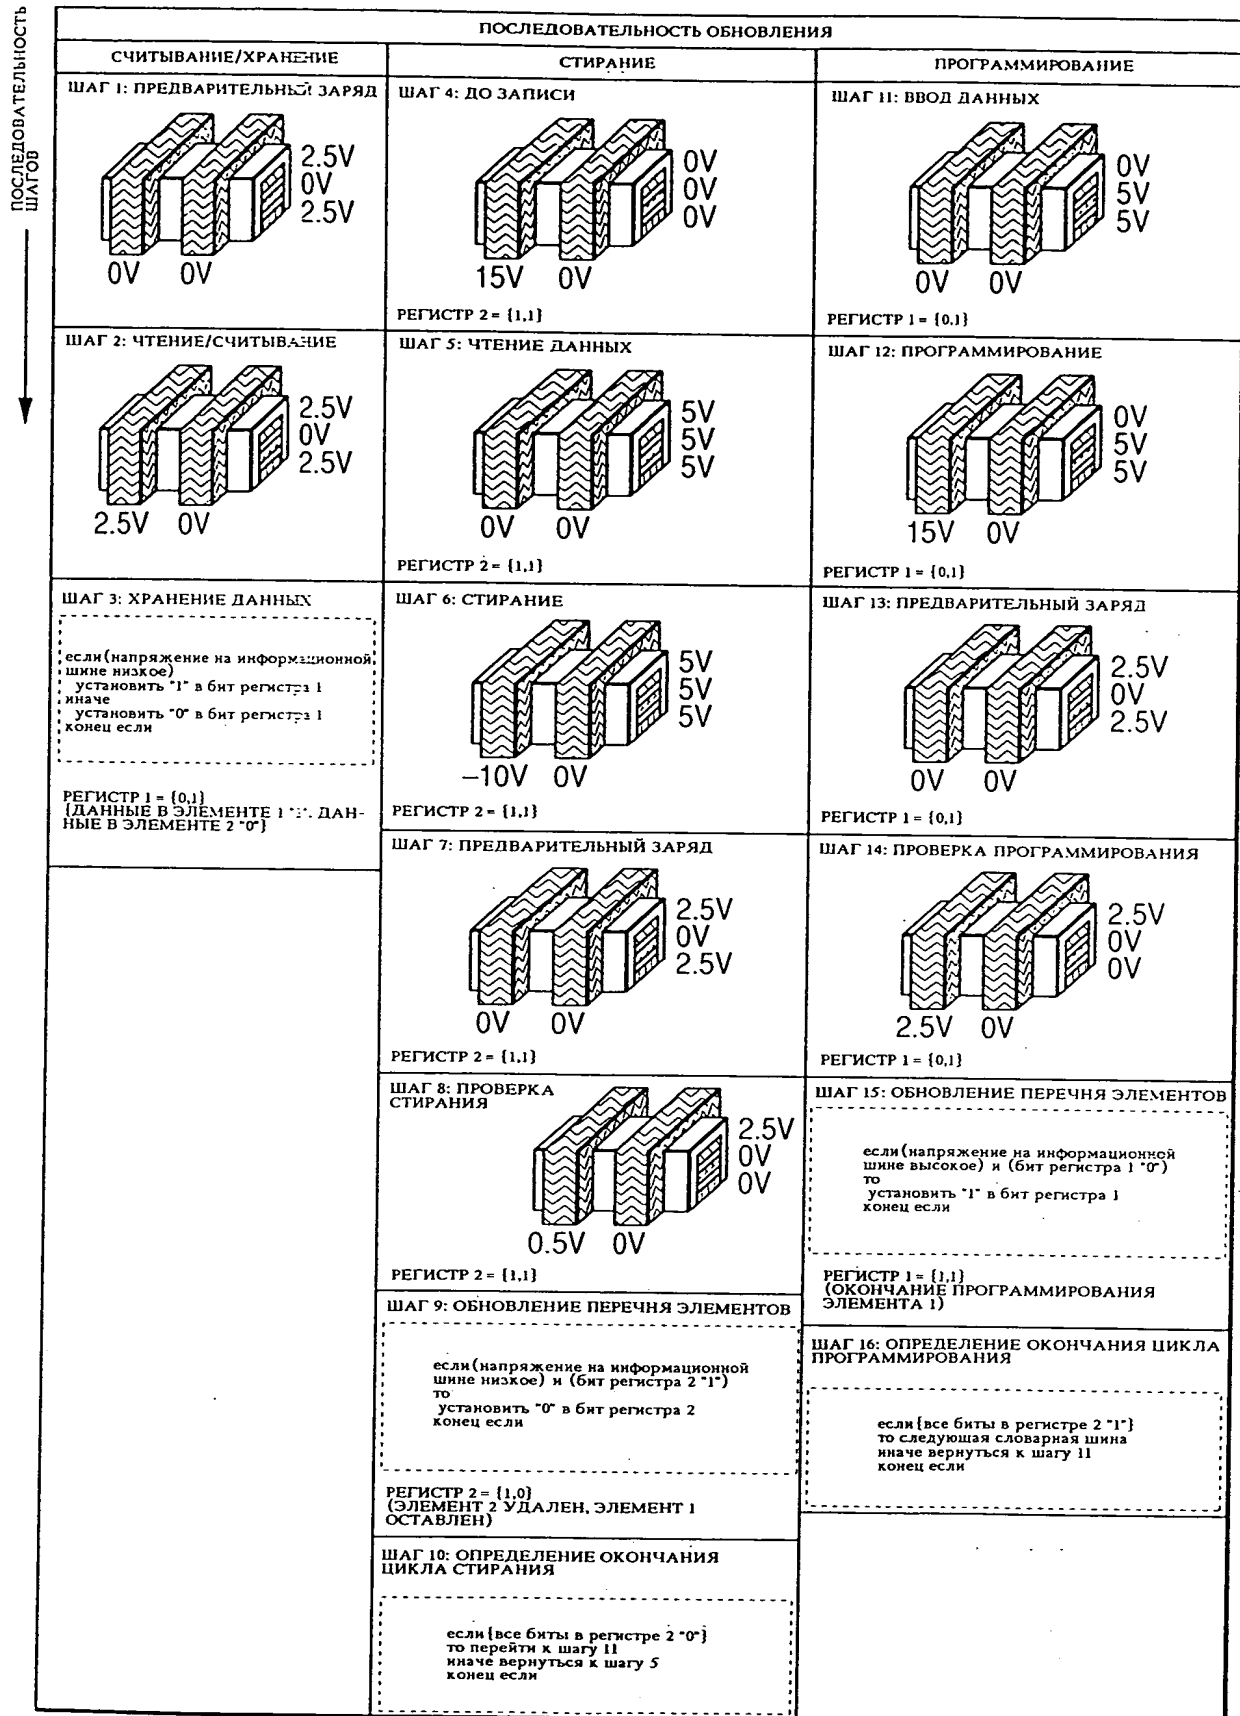 ПОСЛЕДОВАТЕЛЬНОСТЬ
ШАГОВ
ПОСЛЕДОВАТЕЛЬНОСТЬ ОБНОВЛЕНИЯ
СЧИТЫВАНИЕ/ХРАНЕНИЕ
ШАГ 1: ПРЕДВАРИТЕЛЬНЫЙ ЗАРЯД
2.5V
0V
2.5V
0V 0V
ШАГ 2: ЧТЕНИЕ/СЧИТЫВАНИЕ
2.5V
0V
2.5V
2.5V 0V
ШАГ 3: ХРАНЕНИЕ ДАННЫХ
если(напряжение на информационной
шине низкое)
установить "1" в бит регистра 1
иначе
установить "0" в бит регистра 1
конец если
РЕГИСТР 1 = {0,1}
{ДАННЫЕ В ЭЛЕМЕНТЕ 1 "1". ДАН-
НЫЕ В ЭЛЕМЕНТЕ 2 "0"}
СТИРАНИЕ
ШАГ 4: ДО ЗАПИСИ
0V
0V
0V
15V 0V
РЕГИСТР 2 = {1,1}
ШАГ 5: ЧТЕНИЕ ДАННЫХ
5V
5V
5V
0V 0V
РЕГИСТР 2 = {1,1}
ШАГ 6: СТИРАНИЕ
5V
5V
5V
–10V 0V
РЕГИСТР 2 = {1,1}
ШАГ 7: ПРЕДВАРИТЕЛЬНЫЙ ЗАРЯД
2.5V
0V
2.5V
0V 0V
РЕГИСТР 2 = {1,1}
ШАГ 8: ПРОВЕРКА
СТИРАНИЯ
2.5V
0V
0V
0.5V 0V
РЕГИСТР 2 = {1,1}
ШАГ 9: ОБНОВЛЕНИЕ ПЕРЕЧНЯ ЭЛЕМЕНТОВ
если(напряжение на информационной
шине низкое) и (бит регистра 2 "1")
то
установить "0" в бит регистра 2
конец если
РЕГИСТР 2 = {1,0}
(ЭЛЕМЕНТ 2 УДАЛЕН, ЭЛЕМЕНТ 1
ОСТАВЛЕН)
ШАГ 10: ОПРЕДЕЛЕНИЕ ОКОНЧАНИЯ
ЦИКЛА СТИРАНИЯ
если{все биты в регистре 2 "0"}
то перейти к шагу 11
иначе вернуться к шагу 5
конец если
ПРОГРАММИРОВАНИЕ
ШАГ 11: ВВОД ДАННЫХ
0V
5V
5V
0V 0V
РЕГИСТР 1 = {0,1}
ШАГ 12: ПРОГРАММИРОВАНИЕ
0V
5V
5V
15V 0V
РЕГИСТР 1 = {0,1}
ШАГ 13: ПРЕДВАРИТЕЛЬНЫЙ ЗАРЯД
2.5V
0V
2.5V
0V 0V
РЕГИСТР 1 = {0,1}
ШАГ 14: ПРОВЕРКА ПРОГРАММИРОВАНИЯ
2.5V
0V
0V
2.5V 0V
РЕГИСТР 1 = {0,1}
ШАГ 15: ОБНОВЛЕНИЕ ПЕРЕЧНЯ ЭЛЕМЕНТОВ
если(напряжение на информационной
шине высокое) и (бит регистра 1 "0")
то
установить "1" в бит регистра 1
конец если
РЕГИСТР 1 = {1,1}
(ОКОНЧАНИЕ ПРОГРАММИРОВАНИЯ
ЭЛЕМЕНТА 1)
ШАГ 16: ОПРЕДЕЛЕНИЕ ОКОНЧАНИЯ ЦИКЛА
ПРОГРАММИРОВАНИЯ
если{все биты в регистре 2 "1"}
то следующая словарная шина
иначе вернуться к шагу 11
конец если